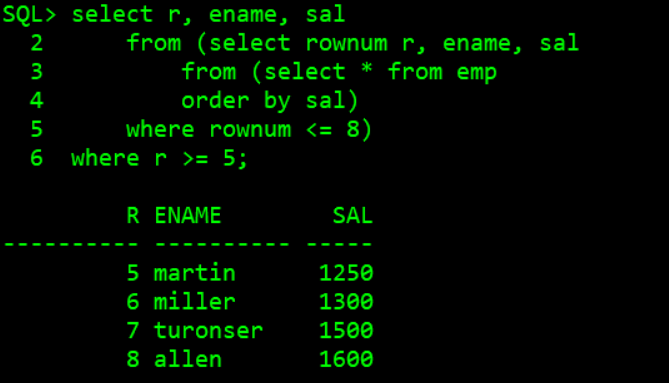 SQL> select r, ename, sal
2 from (select rownum r, ename, sal
3 from (select * from emp
4 order by sal)
5 where rownum <= 8)
6 where r >= 5;
R ENAME SAL
---------- ---------- -----
5 martin 1250
6 miller 1300
7 turonser 1500
8 allen 1600